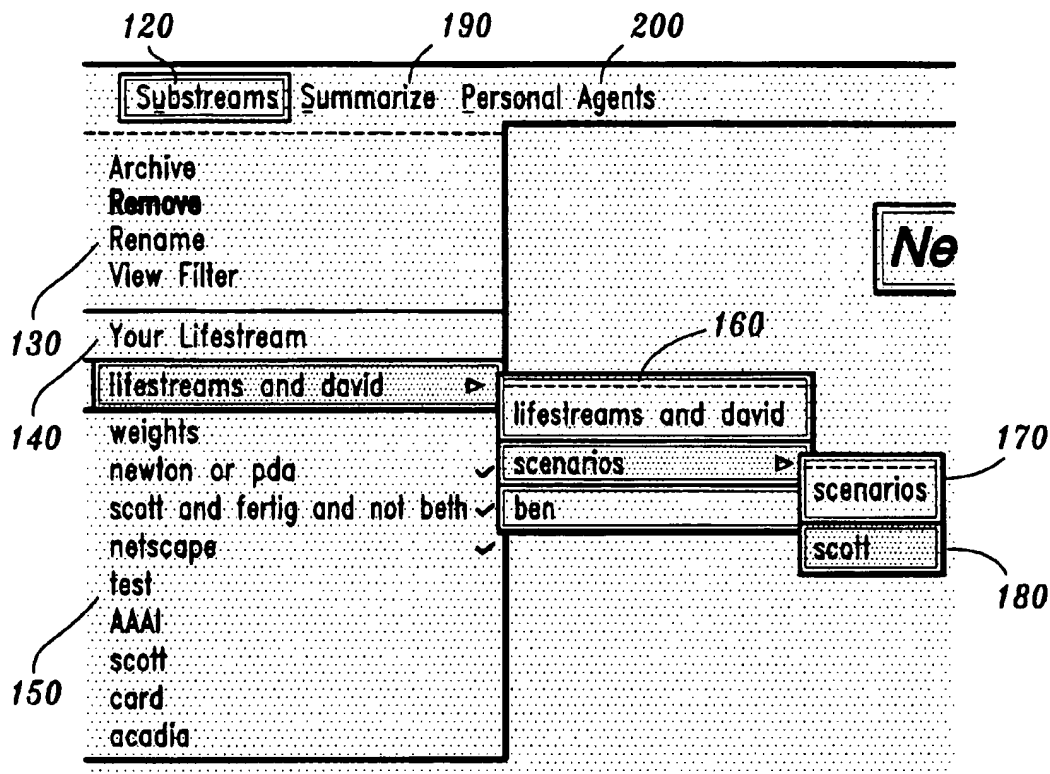 120 190 200
Substreams Summarize Personal Agents
Archive
Remove
Rename
View Filter
Ne
130
Your Lifestream
160
lifestreams and david
140
lifestreams and david
weights
170
newton or pda
scenarios
scenarios
scott and fertig and not beth
ben
netscape
scott
test
180
AAAI
scott
150
card
acadia